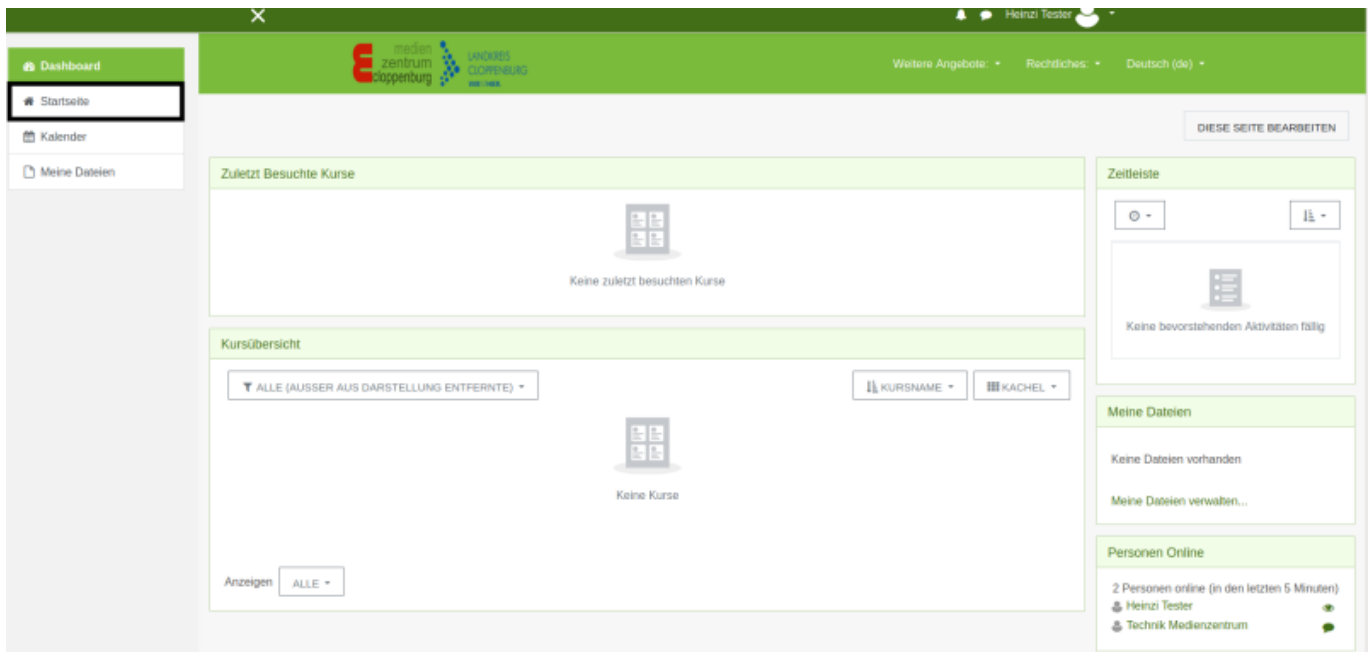 Heinzi Tester
Dashboard
Startseite
Kalender
Meine Dateien
medien
zentrum
cloppenburg
LANDKREIS
CLOPPENBURG
Weitere Angebote:
Rechtliches:
Deutsch (de)
DIESE SEITE BEARBEITEN
Zuletzt Besuchte Kurse
Keine zuletzt besuchten Kurse
Kursübersicht
ALLE (AUSSER AUS DARSTELLUNG ENTFERNTE)
KURSNAME
KACHEL
Keine Kurse
Anzeigen ALLE
Zeitleiste
Keine bevorstehenden Aktivitäten fällig
Meine Dateien
Keine Dateien vorhanden
Meine Dateien verwalten...
Personen Online
2 Personen online (in den letzten 5 Minuten)
Heinzi Tester
Technik Medienzentrum